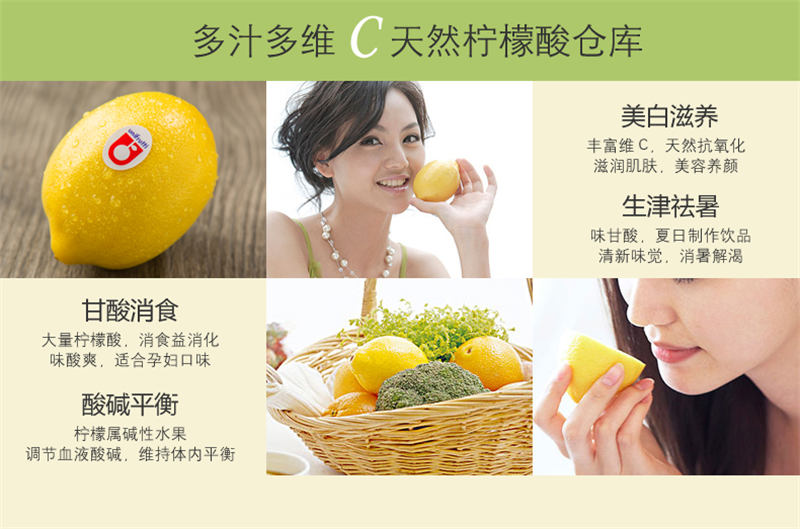 多汁多维C天然柠檬酸仓库
unifrutti
美白滋养
丰富维C，天然抗氧化
滋润肌肤，美容养颜
生津祛暑
味甘酸，夏日制作饮品
清新味觉，消暑解渴
甘酸消食
大量柠檬酸，消食益消化
味酸爽，适合孕妇口味
酸碱平衡
柠檬属碱性水果
调节血液酸碱，维持体内平衡